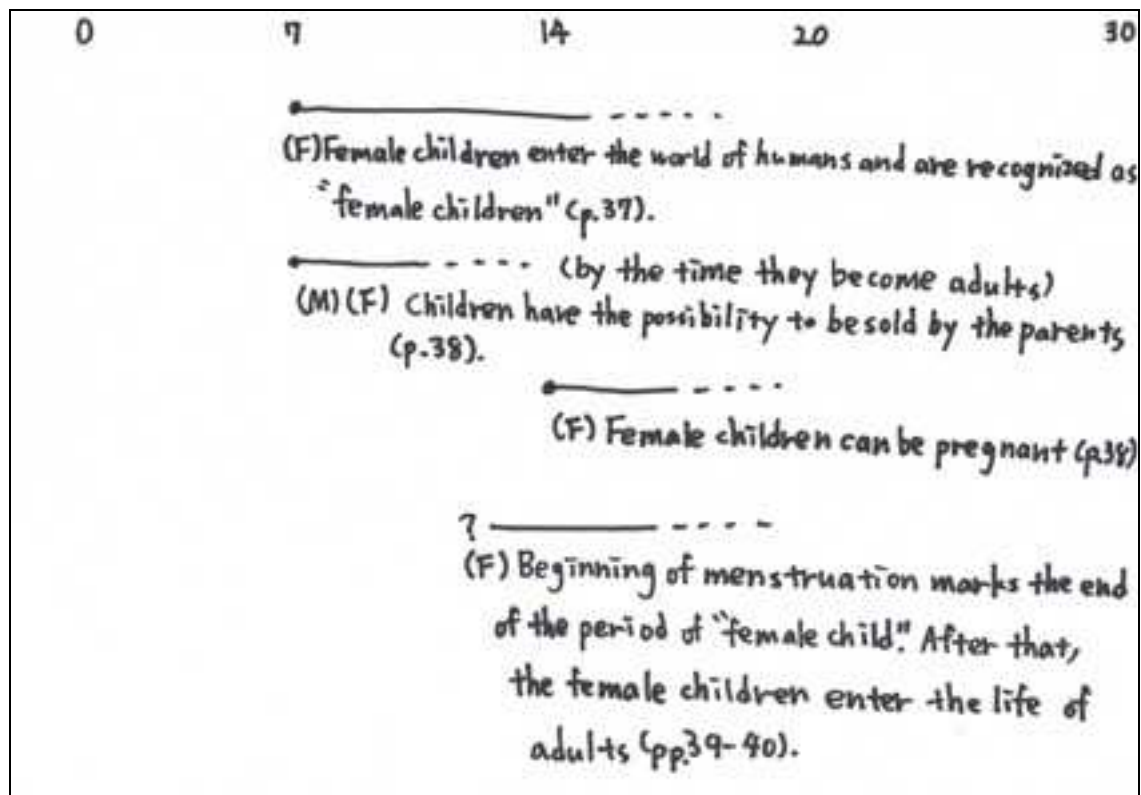 0 7 14 20 30
(F) Female children enter the world of humans and are recognized as
"female children" (p.37).
(by the time they become adults)
(M) (F) Children have the possibility to be sold by the parents
(p.38).
(F) Female children can be pregnant (p.38)
?
(F) Beginning of menstruation marks the end
of the period of "female child". After that,
the female children enter the life of
adults (pp.39-40).